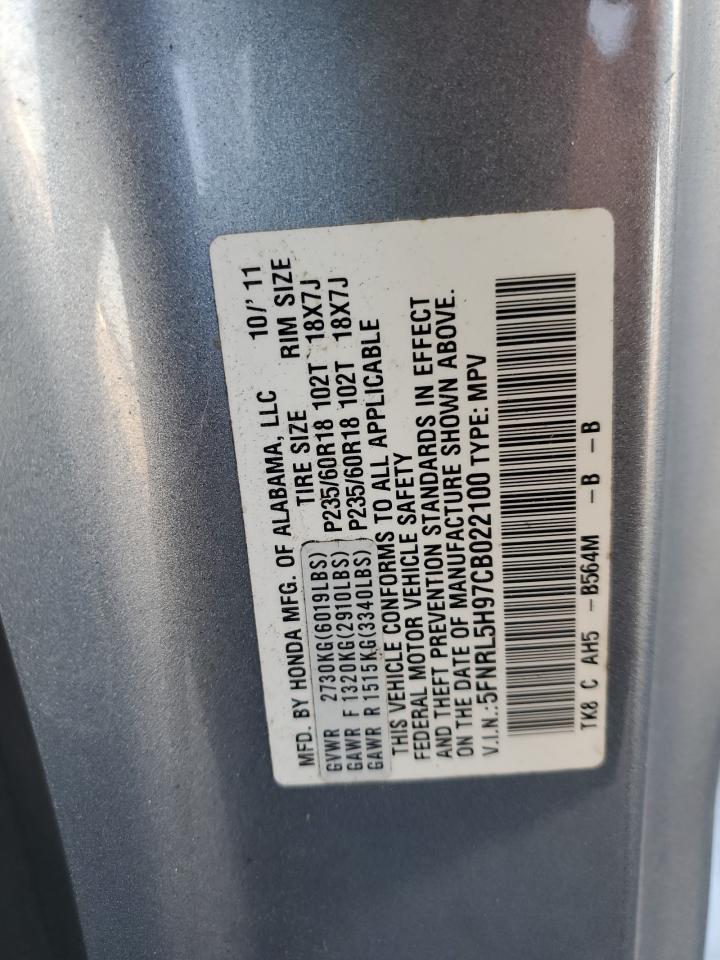 MFD. BY HONDA MFG. OF ALABAMA, LLC 10/'11
TIRE SIZE RIM SIZE
GVWR 2730KG(6019LBS)
GAWR F 1320KG(2910LBS) P235/60R18 102T 18X7J
GAWR R 1515KG(3340LBS) P235/60R18 102T 18X7J
THIS VEHICLE CONFORMS TO ALL APPLICABLE
FEDERAL MOTOR VEHICLE SAFETY
AND THEFT PREVENTION STANDARDS IN EFFECT
ON THE DATE OF MANUFACTURE SHOWN ABOVE.
V.I.N.:5FNRL5H97CB022100 TYPE: MPV
TK8 C AH5 -B564M -B -B